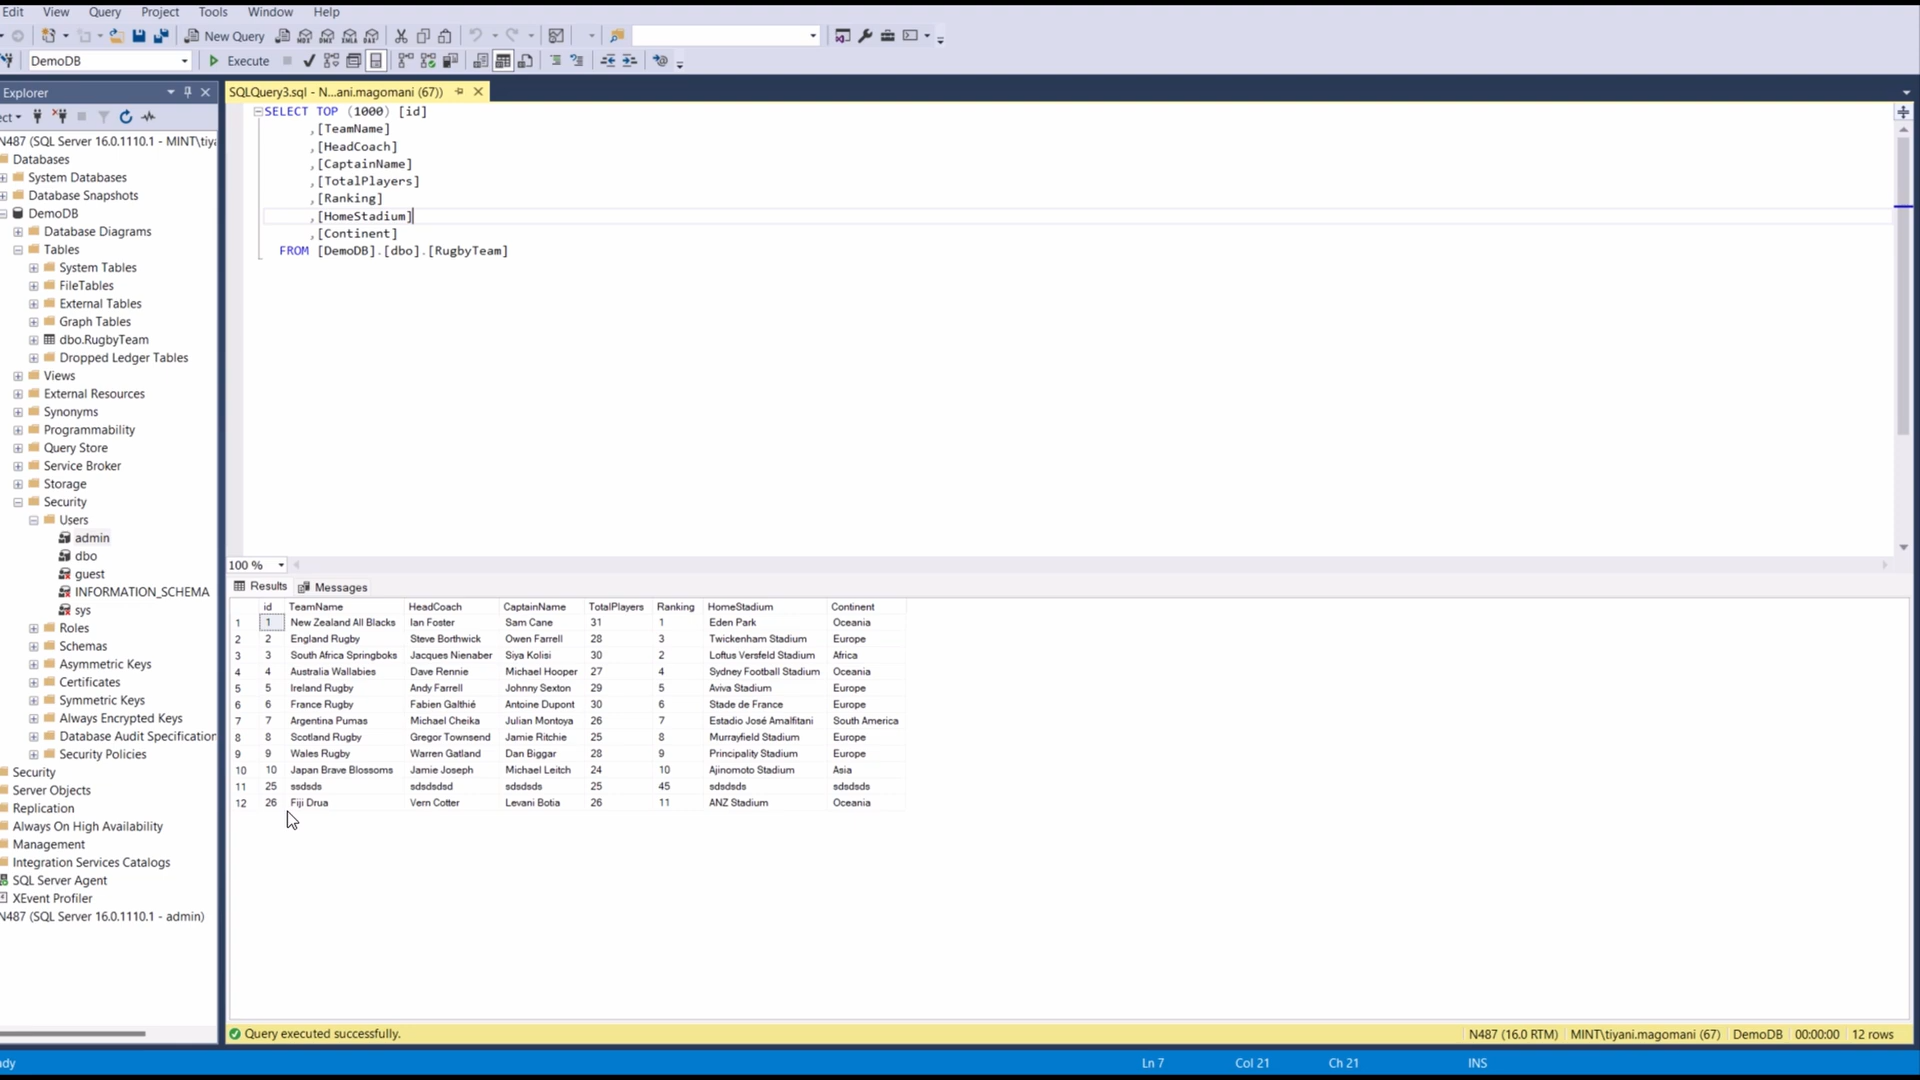 Edit View Query Project Tools Window Help
New Query
DemoDB Execute
Explorer
SQLQuery3.sql - N...ani.magomani (67))
N487 (SQL Server 16.0.1110.1 - MINT\tiya
Databases
System Databases
Database Snapshots
DemoDB
Database Diagrams
Tables
System Tables
FileTables
External Tables
Graph Tables
dbo.RugbyTeam
Dropped Ledger Tables
Views
External Resources
Synonyms
Programmability
Query Store
Service Broker
Storage
Security
Users
admin
dbo
guest
INFORMATION_SCHEMA
sys
Roles
Schemas
Asymmetric Keys
Certificates
Symmetric Keys
Always Encrypted Keys
Database Audit Specification
Security Policies
Security
Server Objects
Replication
Always On High Availability
Management
Integration Services Catalogs
SQL Server Agent
XEvent Profiler
N487 (SQL Server 16.0.1110.1 - admin)
SELECT TOP (1000) [id]
,[TeamName]
,[HeadCoach]
,[CaptainName]
,[TotalPlayers]
,[Ranking]
,[HomeStadium]
,[Continent]
FROM [DemoDB].[dbo].[RugbyTeam]
100 %
Results Messages
id TeamName HeadCoach CaptainName TotalPlayers Ranking HomeStadium Continent
1 1 New Zealand All Blacks Ian Foster Sam Cane 31 1 Eden Park Oceania
2 2 England Rugby Steve Borthwick Owen Farrell 28 3 Twickenham Stadium Europe
3 3 South Africa Springboks Jacques Nienaber Siya Kolisi 30 2 Loftus Versfeld Stadium Africa
4 4 Australia Wallabies Dave Rennie Michael Hooper 27 4 Sydney Football Stadium Oceania
5 5 Ireland Rugby Andy Farrell Johnny Sexton 29 5 Aviva Stadium Europe
6 6 France Rugby Fabien Galthié Antoine Dupont 30 6 Stade de France Europe
7 7 Argentina Pumas Michael Cheika Julian Montoya 26 7 Estadio José Amalfitani South America
8 8 Scotland Rugby Gregor Townsend Jamie Ritchie 25 8 Murrayfield Stadium Europe
9 9 Wales Rugby Warren Gatland Dan Biggar 28 9 Principality Stadium Europe
10 10 Japan Brave Blossoms Jamie Joseph Michael Leitch 24 10 Ajinomoto Stadium Asia
11 25 ssdsds sdsdsdsd sdsdsds 25 45 sdsdsds sdsdsds
12 26 Fiji Drua Vern Cotter Levani Botia 26 11 ANZ Stadium Oceania
Query executed successfully. N487 (16.0 RTM) MINT\tiyani.magomani (67) DemoDB 00:00:00 12 rows
Ln 7 Col 21 Ch 21 INS